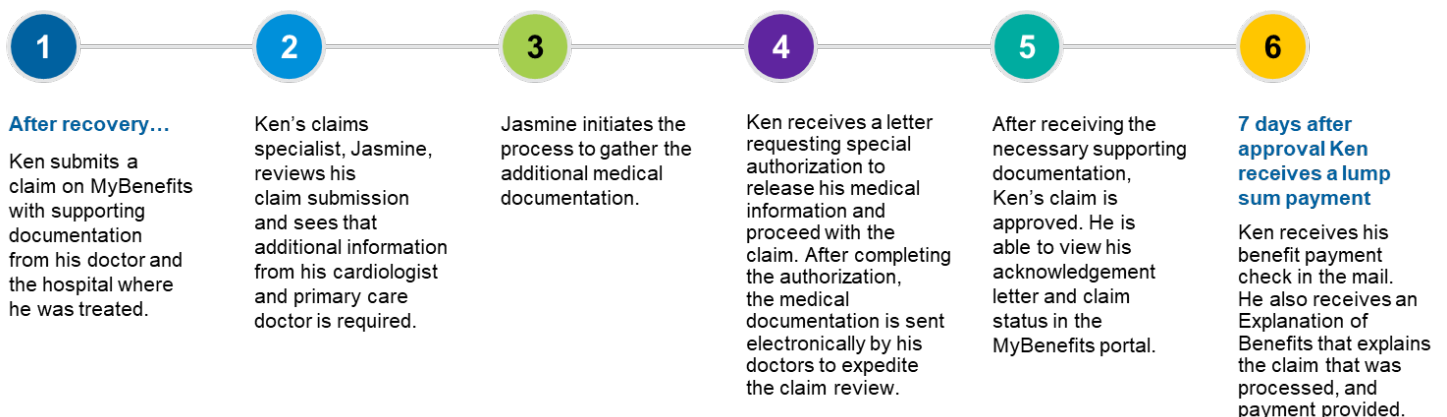 1
2
3
4
5
6
After recovery…
Ken submits a
claim on MyBenefits
with supporting
documentation
from his doctor and
the hospital where
he was treated.
Ken’s claims
specialist, Jasmine,
reviews his
claim submission
and sees that
additional information
from his cardiologist
and primary care
doctor is required.
Jasmine initiates the
process to gather the
additional medical
documentation.
Ken receives a letter
requesting special
authorization to
release his medical
information and
proceed with the
claim. After completing
the authorization,
the medical
documentation is sent
electronically by his
doctors to expedite
the claim review.
After receiving the
necessary supporting
documentation,
Ken’s claim is
approved. He is
able to view his
acknowledgement
letter and claim
status in the
MyBenefits portal.
7 days after
approval Ken
receives a lump
sum payment
Ken receives his
benefit payment
check in the mail.
He also receives an
Explanation of
Benefits that explains
the claim that was
processed, and
payment provided.